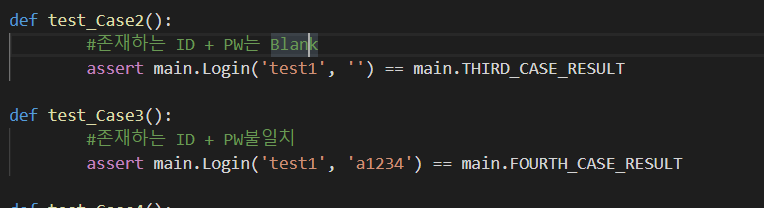 def test_Case2():
#존재하는 ID + PW는 Blank
assert main.Login('test1', '') == main.THIRD_CASE_RESULT
def test_Case3():
#존재하는 ID + PW불일치
assert main.Login('test1', 'a1234') == main.FOURTH_CASE_RESULT
def test_Case4():